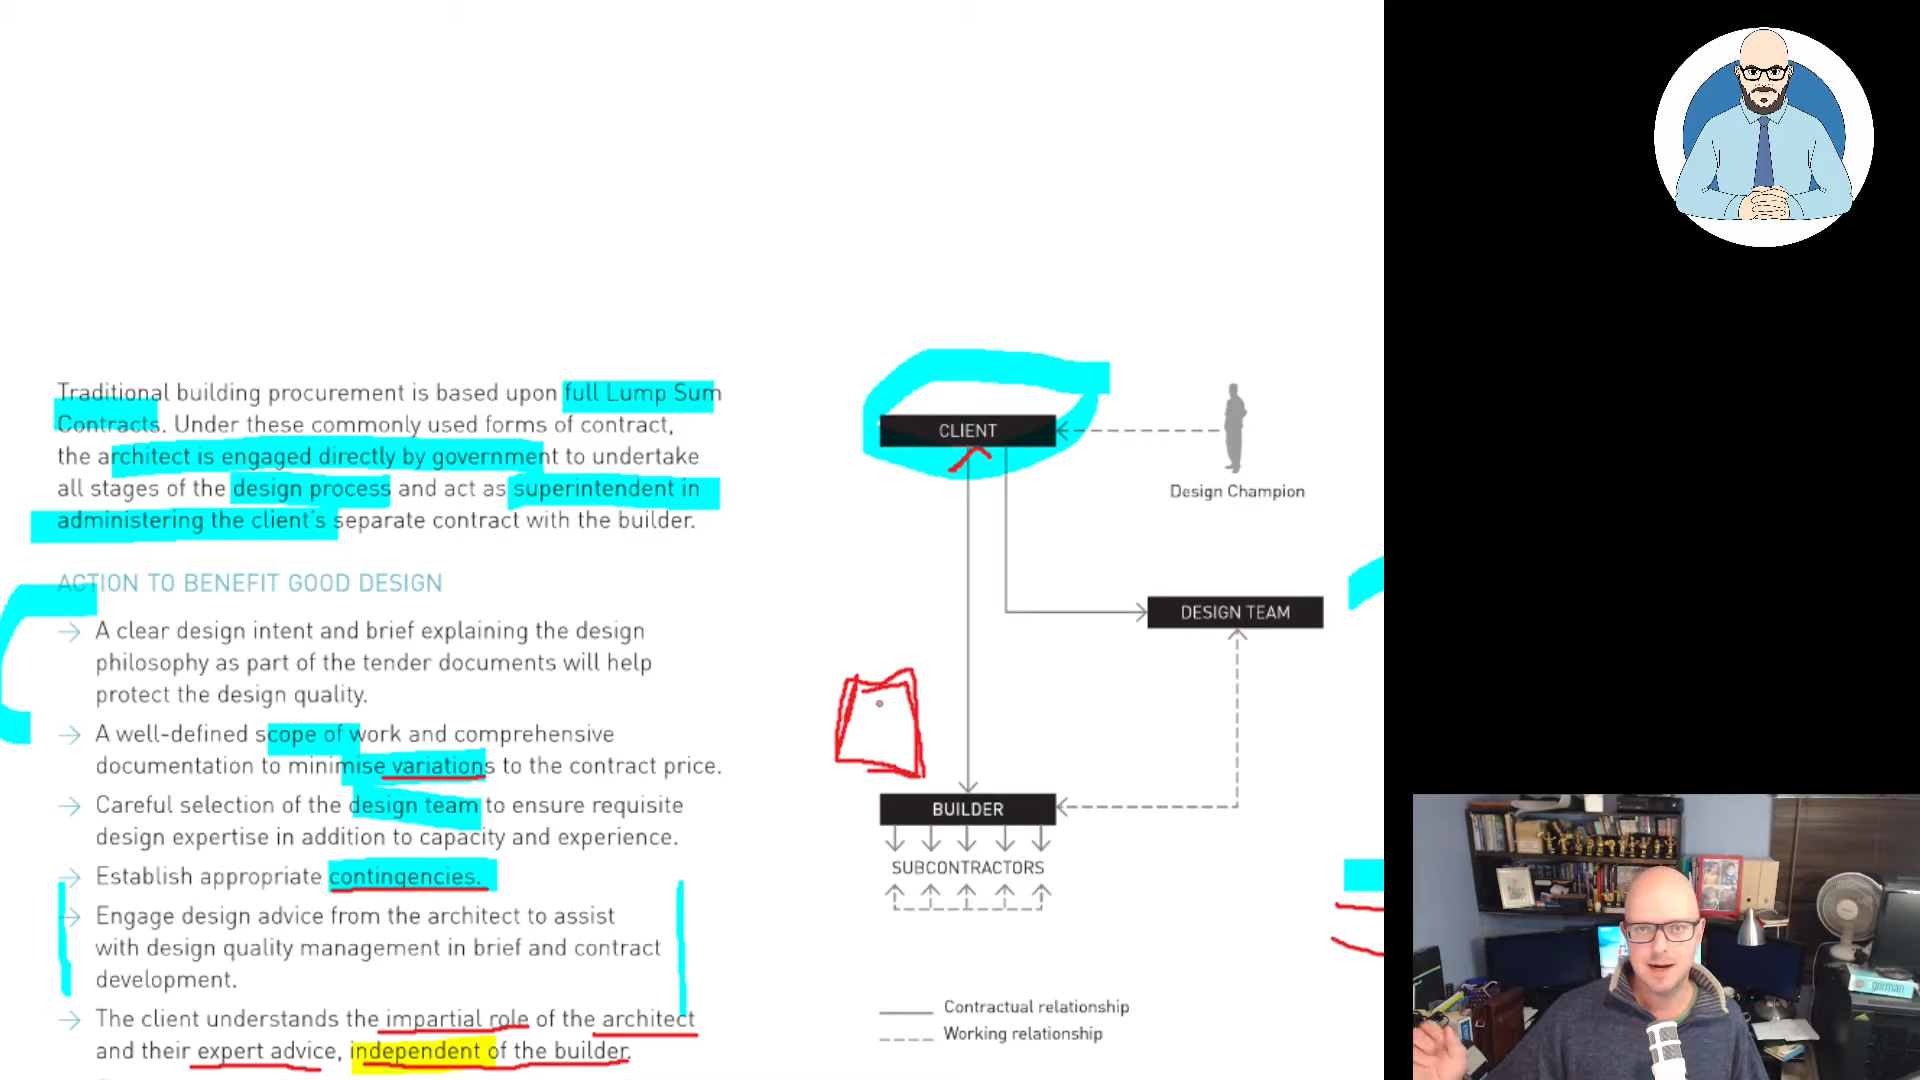 Traditional building procurement is based upon full Lump Sum
Contracts. Under these commonly used forms of contract,
the architect is engaged directly by government to undertake
all stages of the design process and act as superintendent in
administering the client's separate contract with the builder.
ACTION TO BENEFIT GOOD DESIGN
→ A clear design intent and brief explaining the design
philosophy as part of the tender documents will help
protect the design quality.
→ A well-defined scope of work and comprehensive
documentation to minimise variations to the contract price.
→ Careful selection of the design team to ensure requisite
design expertise in addition to capacity and experience.
→ Establish appropriate contingencies.
→ Engage design advice from the architect to assist
with design quality management in brief and contract
development.
→ The client understands the impartial role of the architect
and their expert advice, independent of the builder.
CLIENT
Design Champion
DESIGN TEAM
BUILDER
SUBCONTRACTORS
Contractual relationship
Working relationship
german